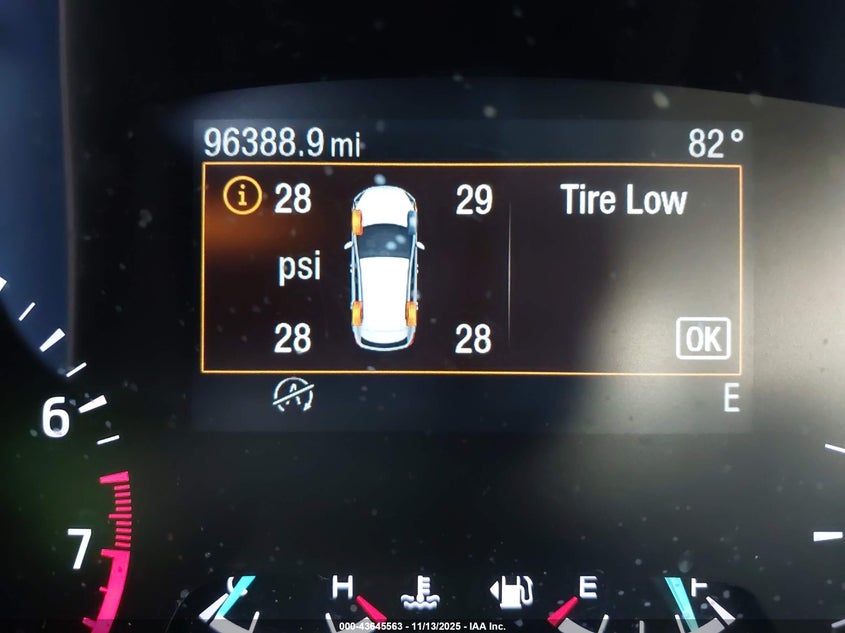 96388.9 mi 82°
i 28 29 Tire Low
psi
28 28 OK
A E
6
7
H E F
000-43645563 - 11/13/2025 - IAA Inc.